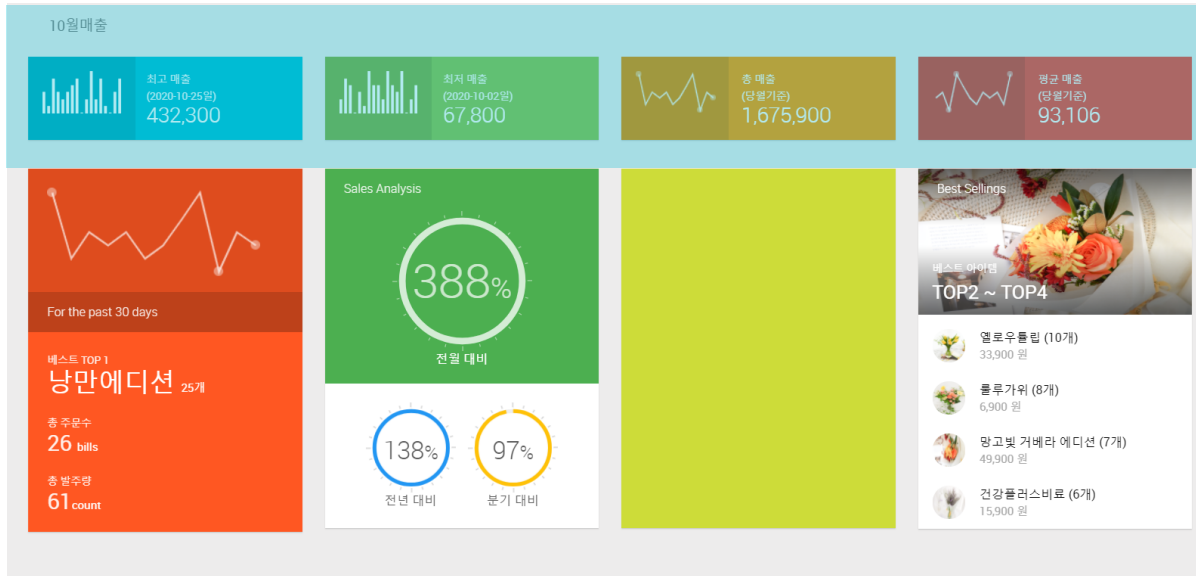 10월매출
최고 매출
(2020-10-25일)
432,300
최저 매출
(2020-10-02일)
67,800
총 매출
(당월기준)
1,675,900
평균 매출
(당월기준)
93,106
For the past 30 days
베스트 TOP 1
낭만에디션 25개
총 주문수
26 bills
총 발주량
61 count
Sales Analysis
388%
전월 대비
138%
전년 대비
97%
분기 대비
Best Sellings
베스트 아이템
TOP2 ~ TOP4
옐로우튤립 (10개)
33,900 원
룰루가위 (8개)
6,900 원
망고빛 거베라 에디션 (7개)
49,900 원
건강플러스비료 (6개)
15,900 원